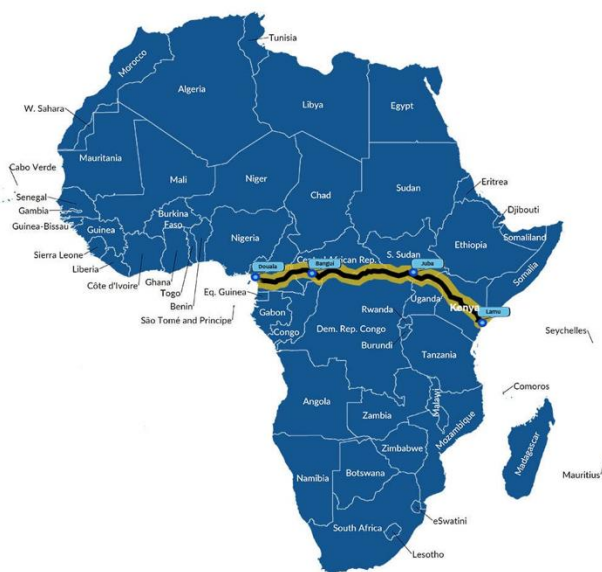 Tunisia
Morocco
Algeria
Libya
Egypt
W. Sahara
Mauritania
Mali
Niger
Chad
Sudan
Eritrea
Cabo Verde
Senegal
Gambia
Guinea-Bissau
Guinea
Burkina
Faso
Nigeria
Djibouti
Somaliland
Ethiopia
Somalia
Sierra Leone
Liberia
Côte d'Ivoire
Ghana
Togo
Benin
São Tomé and Principe
Central African Rep.
S. Sudan
Douala
Bangui
Juba
Eq. Guinea
Gabon
Congo
Dem. Rep. Congo
Uganda
Kenya
Lamu
Rwanda
Burundi
Tanzania
Seychelles
Comoros
Angola
Zambia
Malawi
Mozambique
Zimbabwe
Namibia
Botswana
Madagascar
Mauritius
South Africa
eSwatini
Lesotho